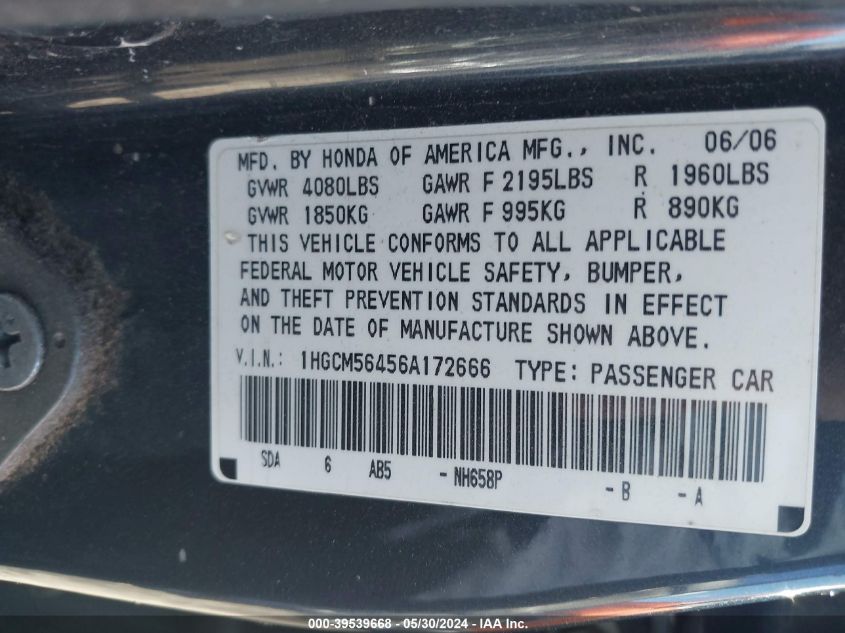 MFD. BY HONDA OF AMERICA MFG., INC. 06/06
GVWR 4080LBS GAWR F 2195LBS R 1960LBS
GVWR 1850KG GAWR F 995KG R 890KG
THIS VEHICLE CONFORMS TO ALL APPLICABLE
FEDERAL MOTOR VEHICLE SAFETY, BUMPER,
AND THEFT PREVENTION STANDARDS IN EFFECT
ON THE DATE OF MANUFACTURE SHOWN ABOVE.
V.I.N.: 1HGCM56456A172666 TYPE: PASSENGER CAR
SDA 6 AB5 - NH658P - B - A
000-39539668 - 05/30/2024 - IAA Inc.